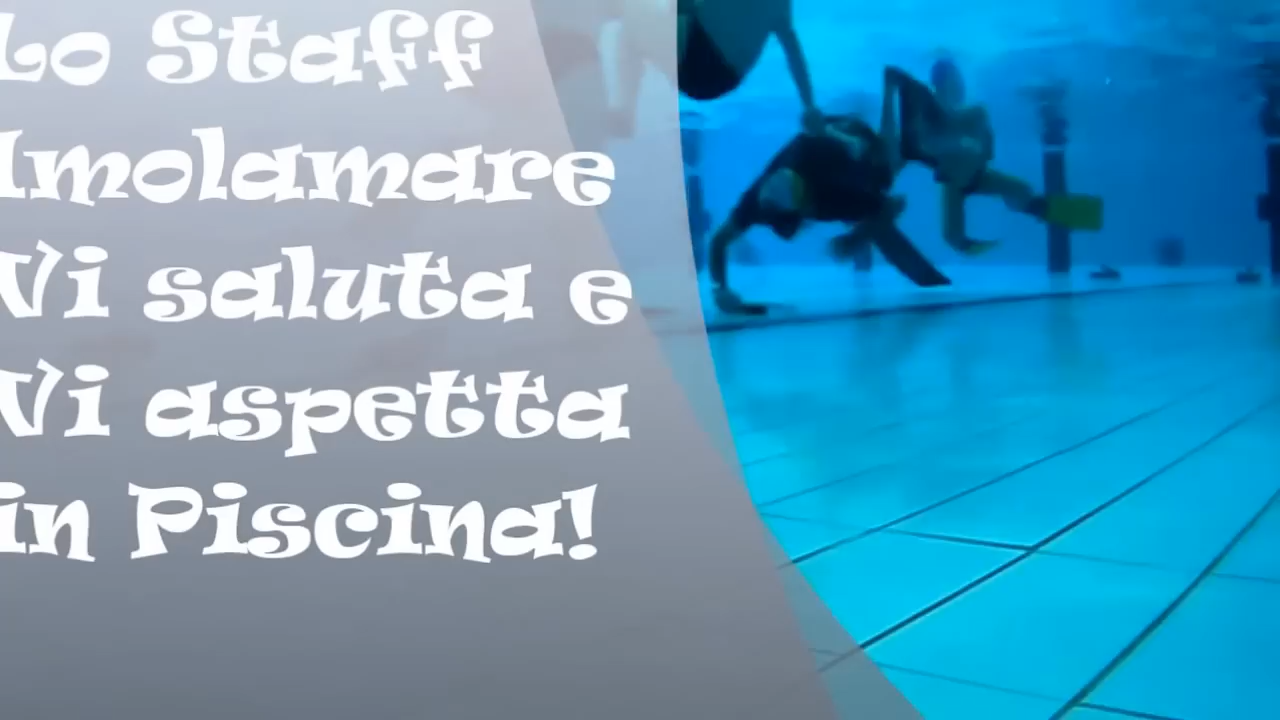 Lo Staff
Imolamare
Vi saluta e
Vi aspetta
in Piscina!